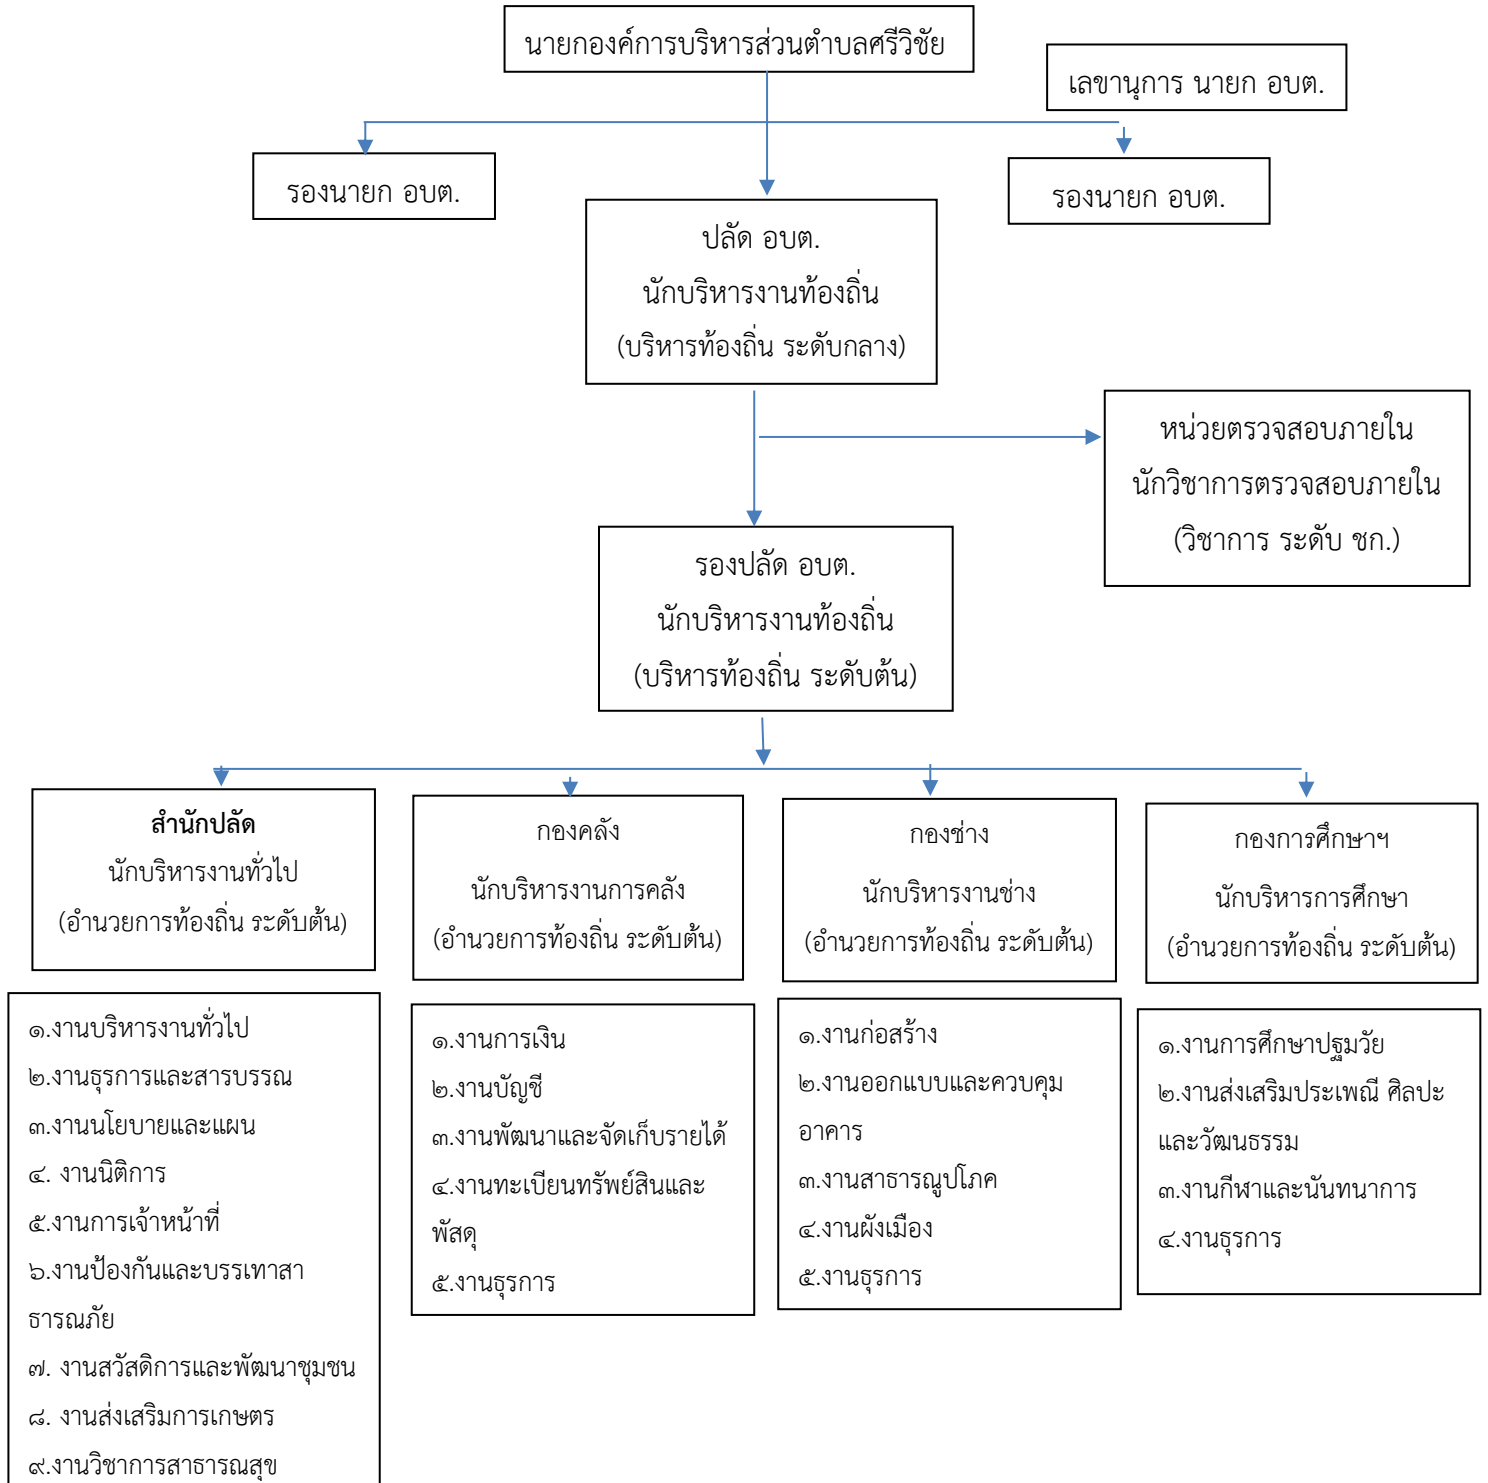 นายกองค์การบริหารส่วนตำบลศรีวิชัย
เลขานุการ นายก อบต.
รองนายก อบต.
รองนายก อบต.
ปลัด อบต.
นักบริหารงานท้องถิ่น
(บริหารท้องถิ่น ระดับกลาง)
หน่วยตรวจสอบภายใน
นักวิชาการตรวจสอบภายใน
(วิชาการ ระดับ ชก.)
รองปลัด อบต.
นักบริหารงานท้องถิ่น
(บริหารท้องถิ่น ระดับต้น)
สำนักปลัด
นักบริหารงานทั่วไป
(อำนวยการท้องถิ่น ระดับต้น)
กองคลัง
นักบริหารงานการคลัง
(อำนวยการท้องถิ่น ระดับต้น)
กองช่าง
นักบริหารงานช่าง
(อำนวยการท้องถิ่น ระดับต้น)
กองการศึกษาฯ
นักบริหารการศึกษา
(อำนวยการท้องถิ่น ระดับต้น)
๑.งานบริหารงานทั่วไป
๒.งานธุรการและสารบรรณ
๓.งานนโยบายและแผน
๔. งานนิติการ
๕.งานการเจ้าหน้าที่
๖.งานป้องกันและบรรเทาสา
ธารณภัย
๗. งานสวัสดิการและพัฒนาชุมชน
๘. งานส่งเสริมการเกษตร
๙.งานวิชาการสาธารณสุข
๑.งานการเงิน
๒.งานบัญชี
๓.งานพัฒนาและจัดเก็บรายได้
๔.งานทะเบียนทรัพย์สินและ
พัสดุ
๕.งานธุรการ
๑.งานก่อสร้าง
๒.งานออกแบบและควบคุม
อาคาร
๓.งานสาธารณูปโภค
๔.งานผังเมือง
๕.งานธุรการ
๑.งานการศึกษาปฐมวัย
๒.งานส่งเสริมประเพณี ศิลปะ
และวัฒนธรรม
๓.งานกีฬาและนันทนาการ
๔.งานธุรการ